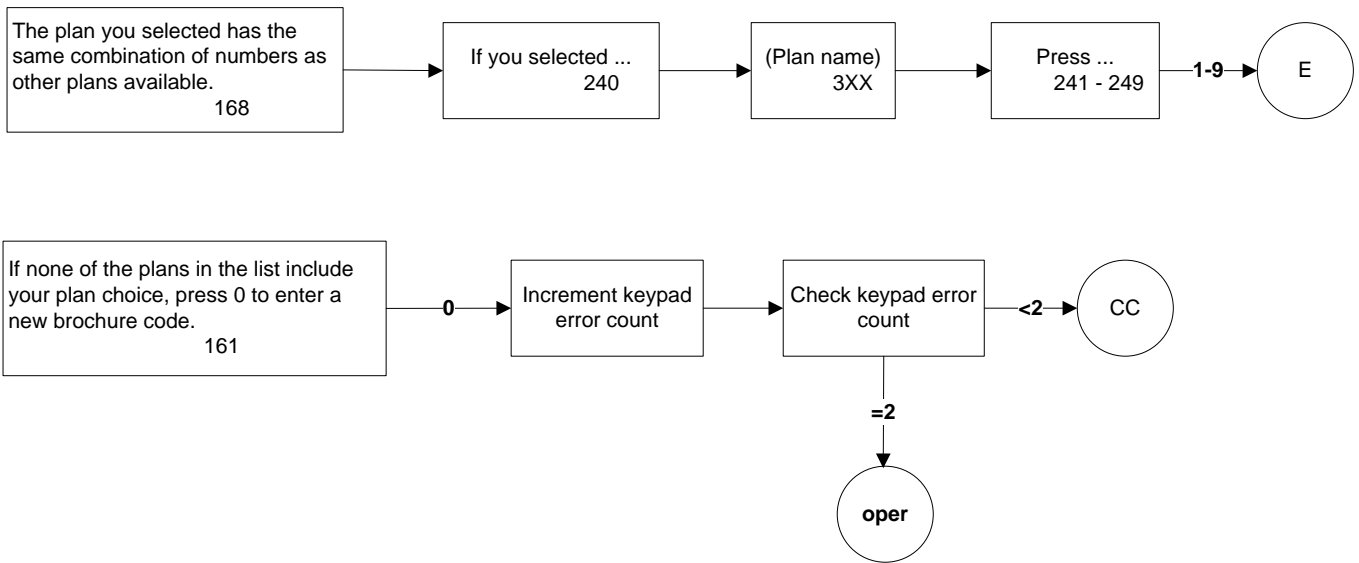 The plan you selected has the
same combination of numbers as
other plans available.
168
If you selected ...
240
(Plan name)
3XX
Press ...
241 - 249
1-9
E
If none of the plans in the list include
your plan choice, press 0 to enter a
new brochure code.
161
0
Increment keypad
error count
Check keypad error
count
<2
CC
=2
oper